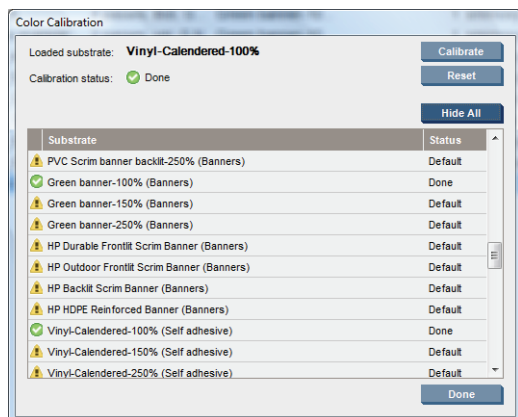 Color Calibration
Loaded substrate: Vinyl-Calendered-100% Calibrate
Calibration status: Done Reset
Hide All
Substrate Status
PVC Scrim banner backlit-250% (Banners) Default
Green banner-100% (Banners) Done
Green banner-150% (Banners) Default
Green banner-250% (Banners) Default
HP Durable Frontlit Scrim Banner (Banners) Default
HP Outdoor Frontlit Scrim Banner (Banners) Default
HP Backlit Scrim Banner (Banners) Default
HP HDPE Reinforced Banner (Banners) Default
Vinyl-Calendered-100% (Self adhesive) Done
Vinyl-Calendered-150% (Self adhesive) Default
Vinyl-Calendered-250% (Self adhesive) Default
Done